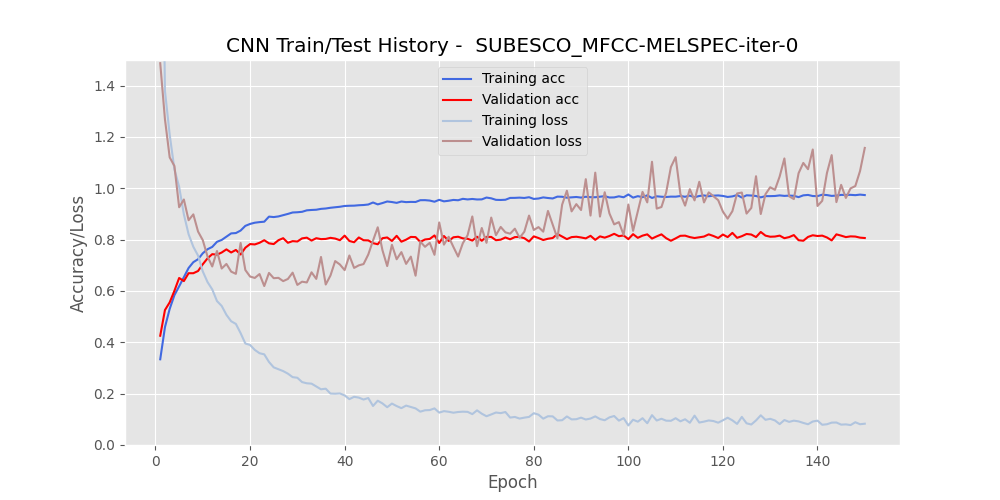 CNN Train/Test History -  SUBESCO_MFCC-MELSPEC-iter-0
Training acc
Validation acc
Training loss
Validation loss
Accuracy/Loss
1.4
1.2
1.0
0.8
0.6
0.4
0.2
0.0
0 20 40 60 80 100 120 140
Epoch